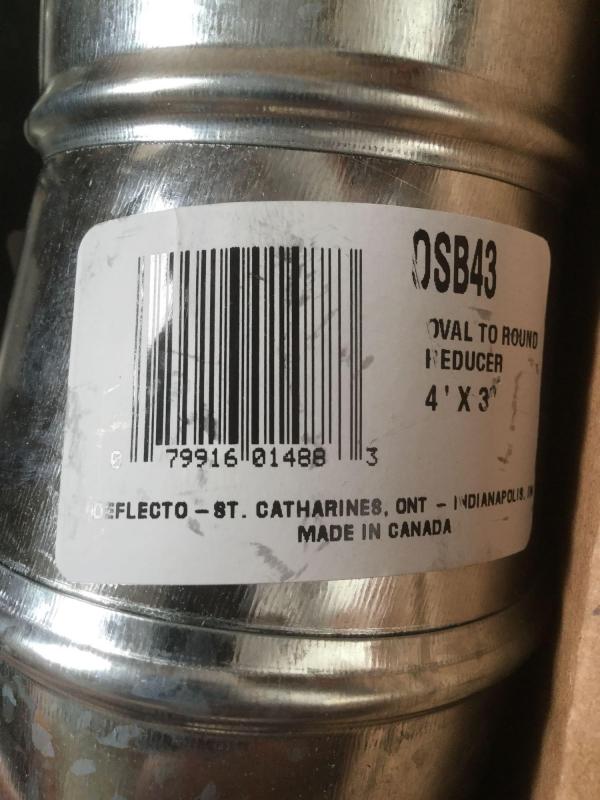 OSB43
OVAL TO ROUND
REDUCER
4' X 3"
0 79916 01488 3
DEFLECTO – ST. CATHARINES, ONT – INDIANAPOLIS, IN
MADE IN CANADA